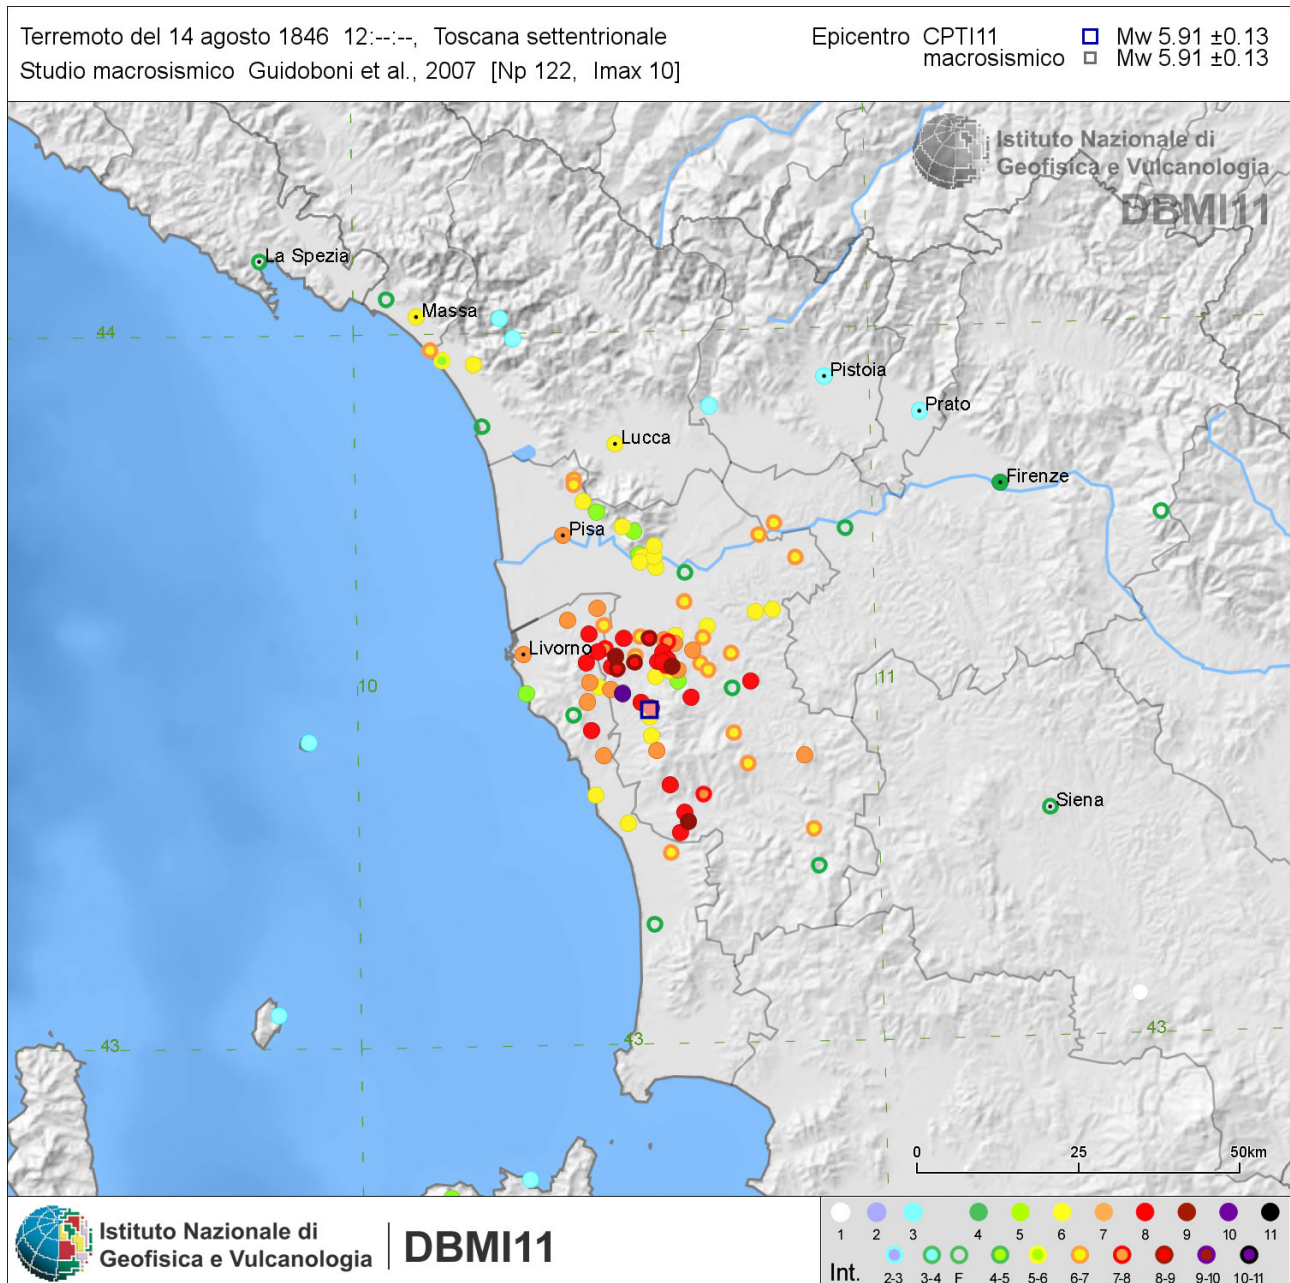 Terremoto del 14 agosto 1846 12:--:--, Toscana settentrionale
Studio macrosismico Guidoboni et al., 2007 [Np 122, Imax 10]
Epicentro CPTI11 Mw 5.91 ±0.13
macrosismico Mw 5.91 ±0.13
Istituto Nazionale di
Geofisica e Vulcanologia
DBMI11
La Spezia
Massa
44
Pistoia
Prato
Lucca
Firenze
Pisa
Livorno
10
11
Siena
43
43
43
0 25 50km
Istituto Nazionale di
Geofisica e Vulcanologia
DBMI11
1 2 3 4 5 6 7 8 9 10 11
Int. 2-3 3-4 F 4-5 5-6 6-7 7-8 8-9 9-10 10-11